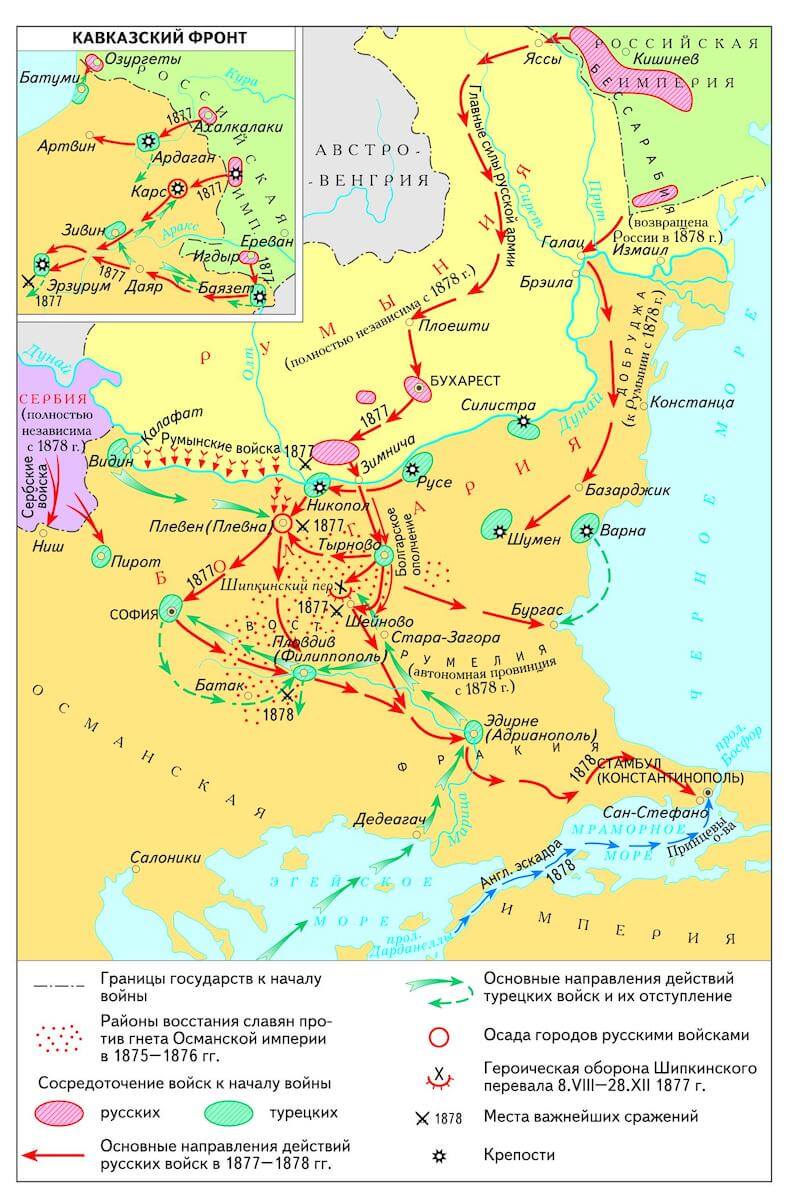 КАВКАЗСКИЙ ФРОНТ
Озургеты
Батуми
РОССИЙСКАЯ ИМП.
Кура
1877
Ахалкалаки
Артвин
Ардаган
Карс
1877
Зивин
Аракс
Ереван
Игдыр
1877
1877
Эрзурум
Даяр
Баязет
1877
РОССИЙСКАЯ
ИМПЕРИЯ
Яссы
Кишинев
БЕССАРАБИЯ
(возвращена
России в 1878 г.)
Главные силы русской армии
АВСТРО-
ВЕНГРИЯ
Сирет
Прут
Галац
Измаил
Брэила
РУМЫНИЯ
(полностью независима с 1878 г.)
Плоешти
Олт
ДОБРУДЖА
(к Румынии с 1878 г.)
Дунай
СЕРБИЯ
(полностью
независима
с 1878 г.)
Сербские
войска
БУХАРЕСТ
1877
Силистра
Дунай
Констанца
Калафат
Румынские войска
1877
Видин
Зимнича
Русе
Никопол
Базарджик
БОЛГАРИЯ
Плевен (Плевна)
1877
Тырново
Болгарское
ополчение
Шумен
Варна
Ниш
Пирот
1877
Шипкинский пер.
1877
Шейново
Бургас
СОФИЯ
ВОСТ.
РУМЕЛИЯ
(автономная провинция
с 1878 г.)
Стара-Загора
Пловдив
(Филиппополь)
Батак
1878
ЧЕРНОЕ МОРЕ
ОСМАНСКАЯ
ИМПЕРИЯ
Эдирне
(Адрианополь)
ФРАКИЯ
1878
прол.
Босфор
СТАМБУЛ
(КОНСТАНТИНОПОЛЬ)
Сан-Стефано
Дедеагач
Марица
МРАМОРНОЕ
МОРЕ
Принцевы
о-ва
Салоники
Англ. эскадра
1878
ЭГЕЙСКОЕ
МОРЕ
прол.
Дарданеллы
Границы государств к началу
войны
Районы восстания славян про-
тив гнета Османской империи
в 1875—1876 гг.
Сосредоточение войск к началу войны
русских
турецких
Основные направления действий
русских войск в 1877—1878 гг.
Основные направления действий
турецких войск и их отступление
Осада городов русскими войсками
Героическая оборона Шипкинского
перевала 8.VIII—28.XII 1877 г.
1878
Места важнейших сражений
Крепости